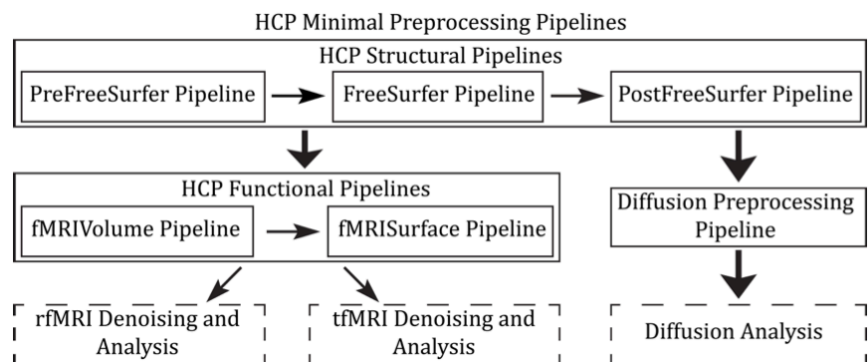 HCP Minimal Preprocessing Pipelines
HCP Structural Pipelines
PreFreeSurfer Pipeline
FreeSurfer Pipeline
PostFreeSurfer Pipeline
HCP Functional Pipelines
fMRIVolume Pipeline
fMRISurface Pipeline
Diffusion Preprocessing
Pipeline
rfMRI Denoising and
Analysis
tfMRI Denoising and
Analysis
Diffusion Analysis